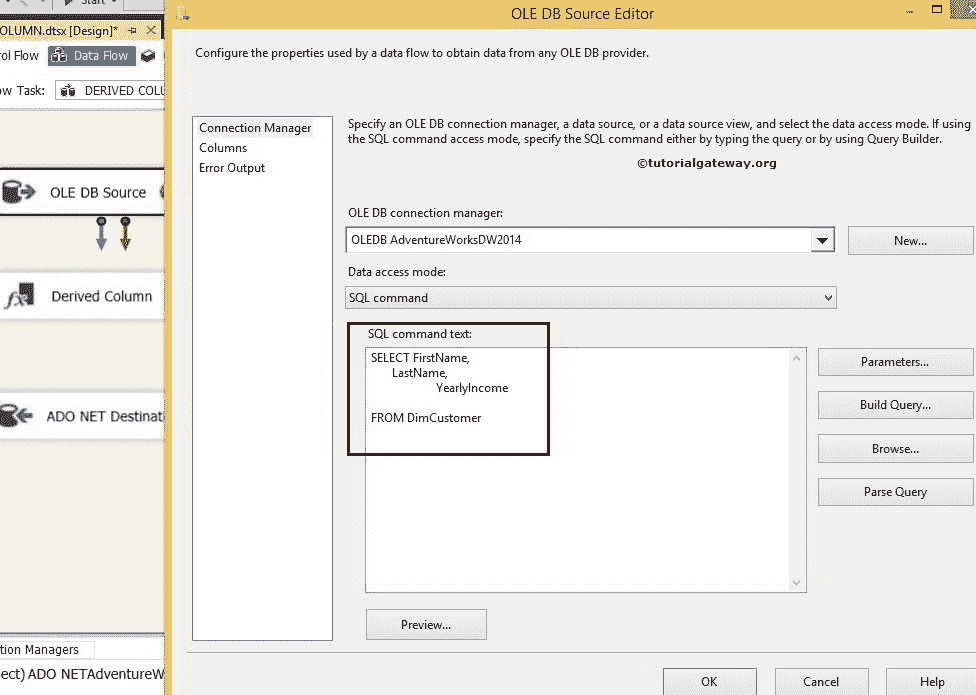 Start
OLE DB Source Editor
OLUMN.dtsx [Design]*
Configure the properties used by a data flow to obtain data from any OLE DB provider.
rol Flow
Data Flow
ow Task:
DERIVED COLU
Connection Manager
Columns
Error Output
Specify an OLE DB connection manager, a data source, or a data source view, and select the data access mode. If using
the SQL command access mode, specify the SQL command either by typing the query or by using Query Builder.
©tutorialgateway.org
OLE DB Source
Derived Column
ADO NET Destinati
OLE DB connection manager:
OLEDB AdventureWorksDW2014
New...
Data access mode:
SQL command
SQL command text:
SELECT FirstName,
LastName,
YearlyIncome
FROM DimCustomer
Parameters...
Build Query...
Browse...
Parse Query
Preview...
tion Managers
ect) ADO NETAdventureW
OK
Cancel
Help